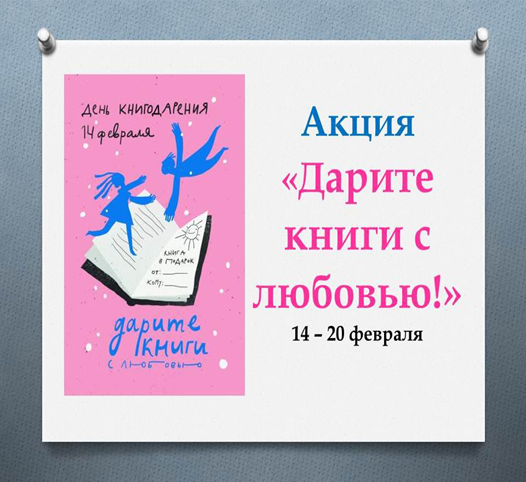 день книгодарения
14 февраля
книга
в подарок
от:
кому:
дарите
книги
с любовью
Акция
«Дарите
книги с
любовью!»
14 – 20 февраля